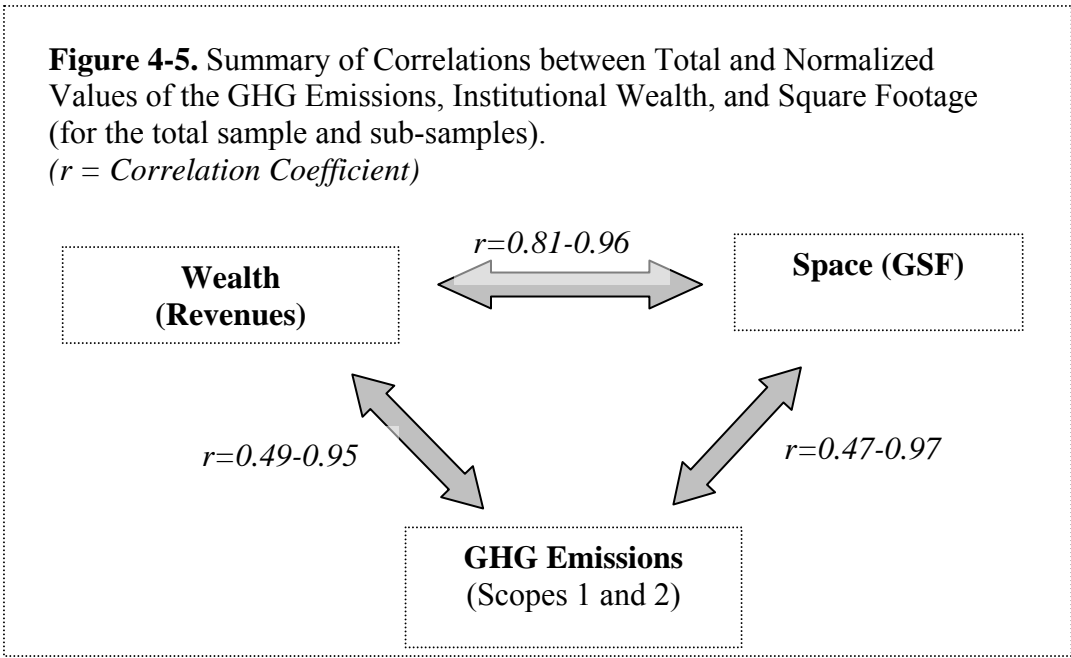 Figure 4-5. Summary of Correlations between Total and Normalized
Values of the GHG Emissions, Institutional Wealth, and Square Footage
(for the total sample and sub-samples).
(r = Correlation Coefficient)
r=0.81-0.96
Wealth
(Revenues)
Space (GSF)
r=0.49-0.95
r=0.47-0.97
GHG Emissions
(Scopes 1 and 2)